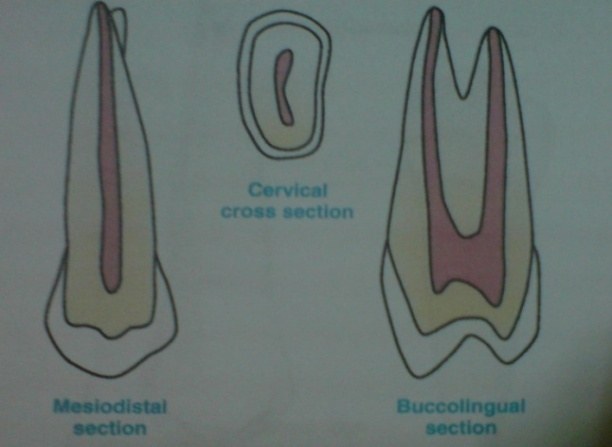 Cervical
cross section
Mesiodistal
section
Buccolingual
section